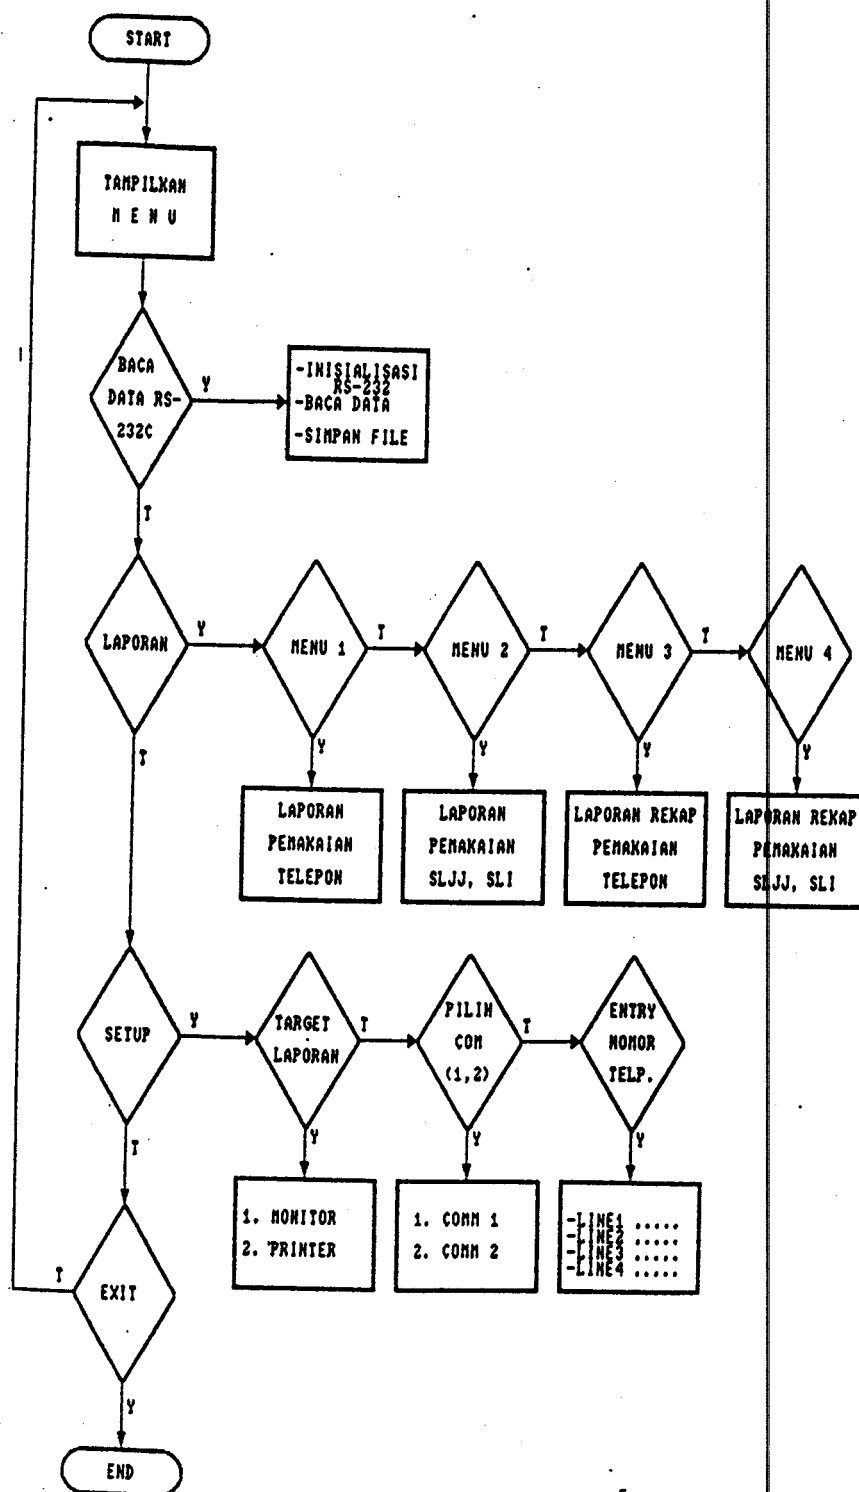 START
TAMPILKAN
M E N U
BACA
DATA RS-
232C
Y
-INISIALISASI
RS-232
-BACA DATA
-SIMPAN FILE
T
LAPORAN
Y
MENU 1
T
MENU 2
T
MENU 3
T
MENU 4
T
Y
Y
Y
Y
LAPORAN
PEMAKAIAN
TELEPON
LAPORAN
PEMAKAIAN
SLJJ, SLI
LAPORAN REKAP
PEMAKAIAN
TELEPON
LAPORAN REKAP
PEMAKAIAN
SLJJ, SLI
SETUP
Y
TARGET
LAPORAN
T
PILIH
COM
(1,2)
T
ENTRY
NOMOR
TELP.
T
Y
Y
Y
1. MONITOR
2. PRINTER
1. COMM 1
2. COMM 2
-LINE1 .....
-LINE2 .....
-LINE3 .....
-LINE4 .....
T
EXIT
Y
END